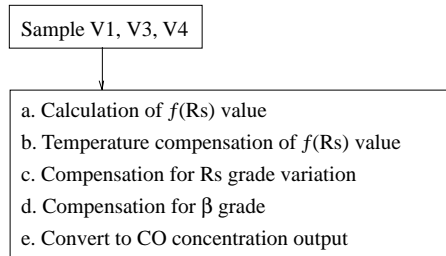 Sample V1, V3, V4
a. Calculation of f(Rs) value
b. Temperature compensation of f(Rs) value
c. Compensation for Rs grade variation
d. Compensation for β grade
e. Convert to CO concentration output